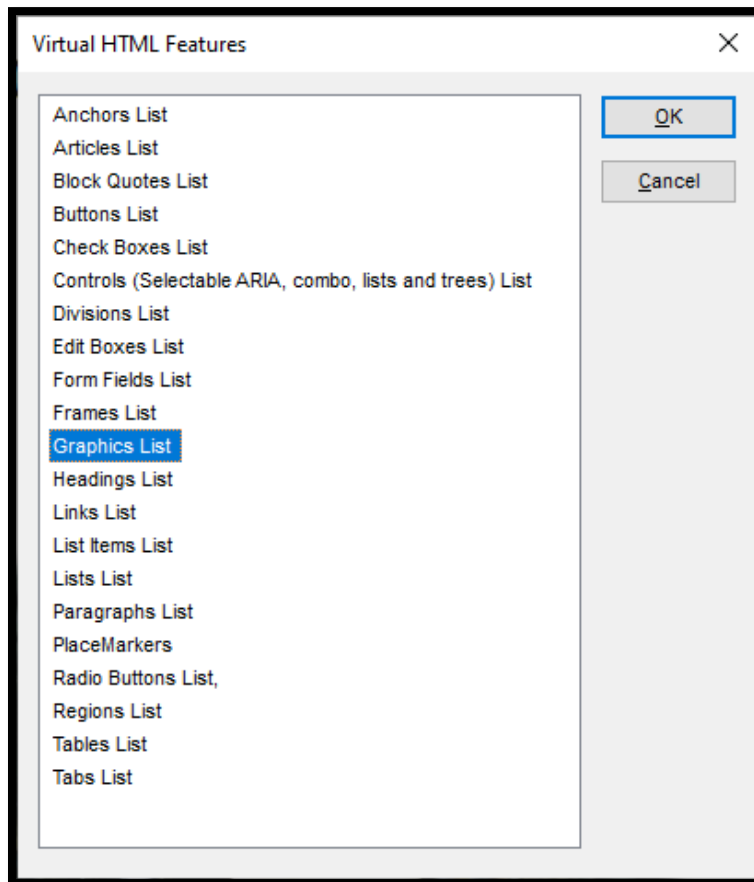 Virtual HTML Features
Anchors List
Articles List
Block Quotes List
Buttons List
Check Boxes List
Controls (Selectable ARIA, combo, lists and trees) List
Divisions List
Edit Boxes List
Form Fields List
Frames List
Graphics List
Headings List
Links List
List Items List
Lists List
Paragraphs List
PlaceMarkers
Radio Buttons List,
Regions List
Tables List
Tabs List
OK
Cancel